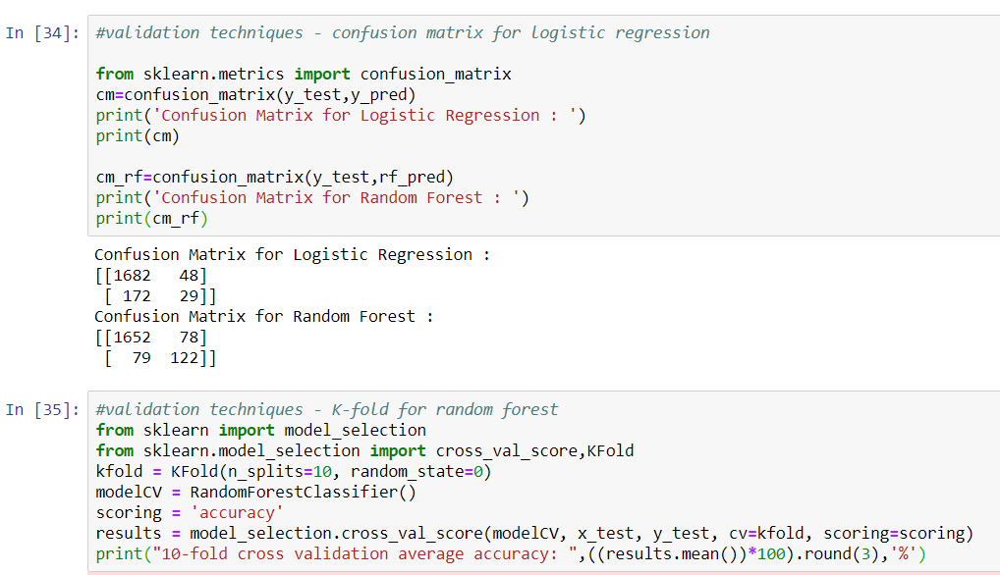 In [34]: #validation techniques - confusion matrix for logistic regression
from sklearn.metrics import confusion_matrix
cm=confusion_matrix(y_test,y_pred)
print('Confusion Matrix for Logistic Regression : ')
print(cm)
cm_rf=confusion_matrix(y_test,rf_pred)
print('Confusion Matrix for Random Forest : ')
print(cm_rf)
Confusion Matrix for Logistic Regression :
[[1682   48]
 [ 172   29]]
Confusion Matrix for Random Forest :
[[1652   78]
 [  79  122]]
In [35]: #validation techniques - K-fold for random forest
from sklearn import model_selection
from sklearn.model_selection import cross_val_score,KFold
kfold = KFold(n_splits=10, random_state=0)
modelCV = RandomForestClassifier()
scoring = 'accuracy'
results = model_selection.cross_val_score(modelCV, x_test, y_test, cv=kfold, scoring=scoring)
print("10-fold cross validation average accuracy: ",((results.mean())*100).round(3),'%')